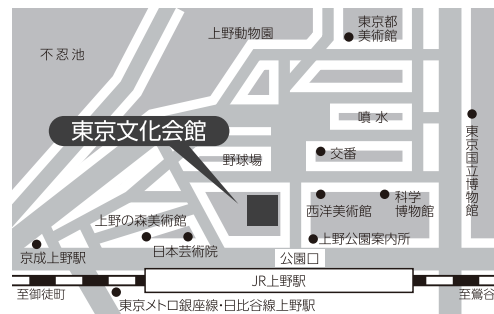 東京都
美術館
上野動物園
不忍池
噴水
東京文化会館
東京国立博物館
野球場
交番
科学
博物館
西洋美術館
上野の森美術館
上野公園案内所
日本芸術院
京成上野駅
公園口
JR上野駅
至御徒町
至鶯谷
東京メトロ銀座線・日比谷線上野駅